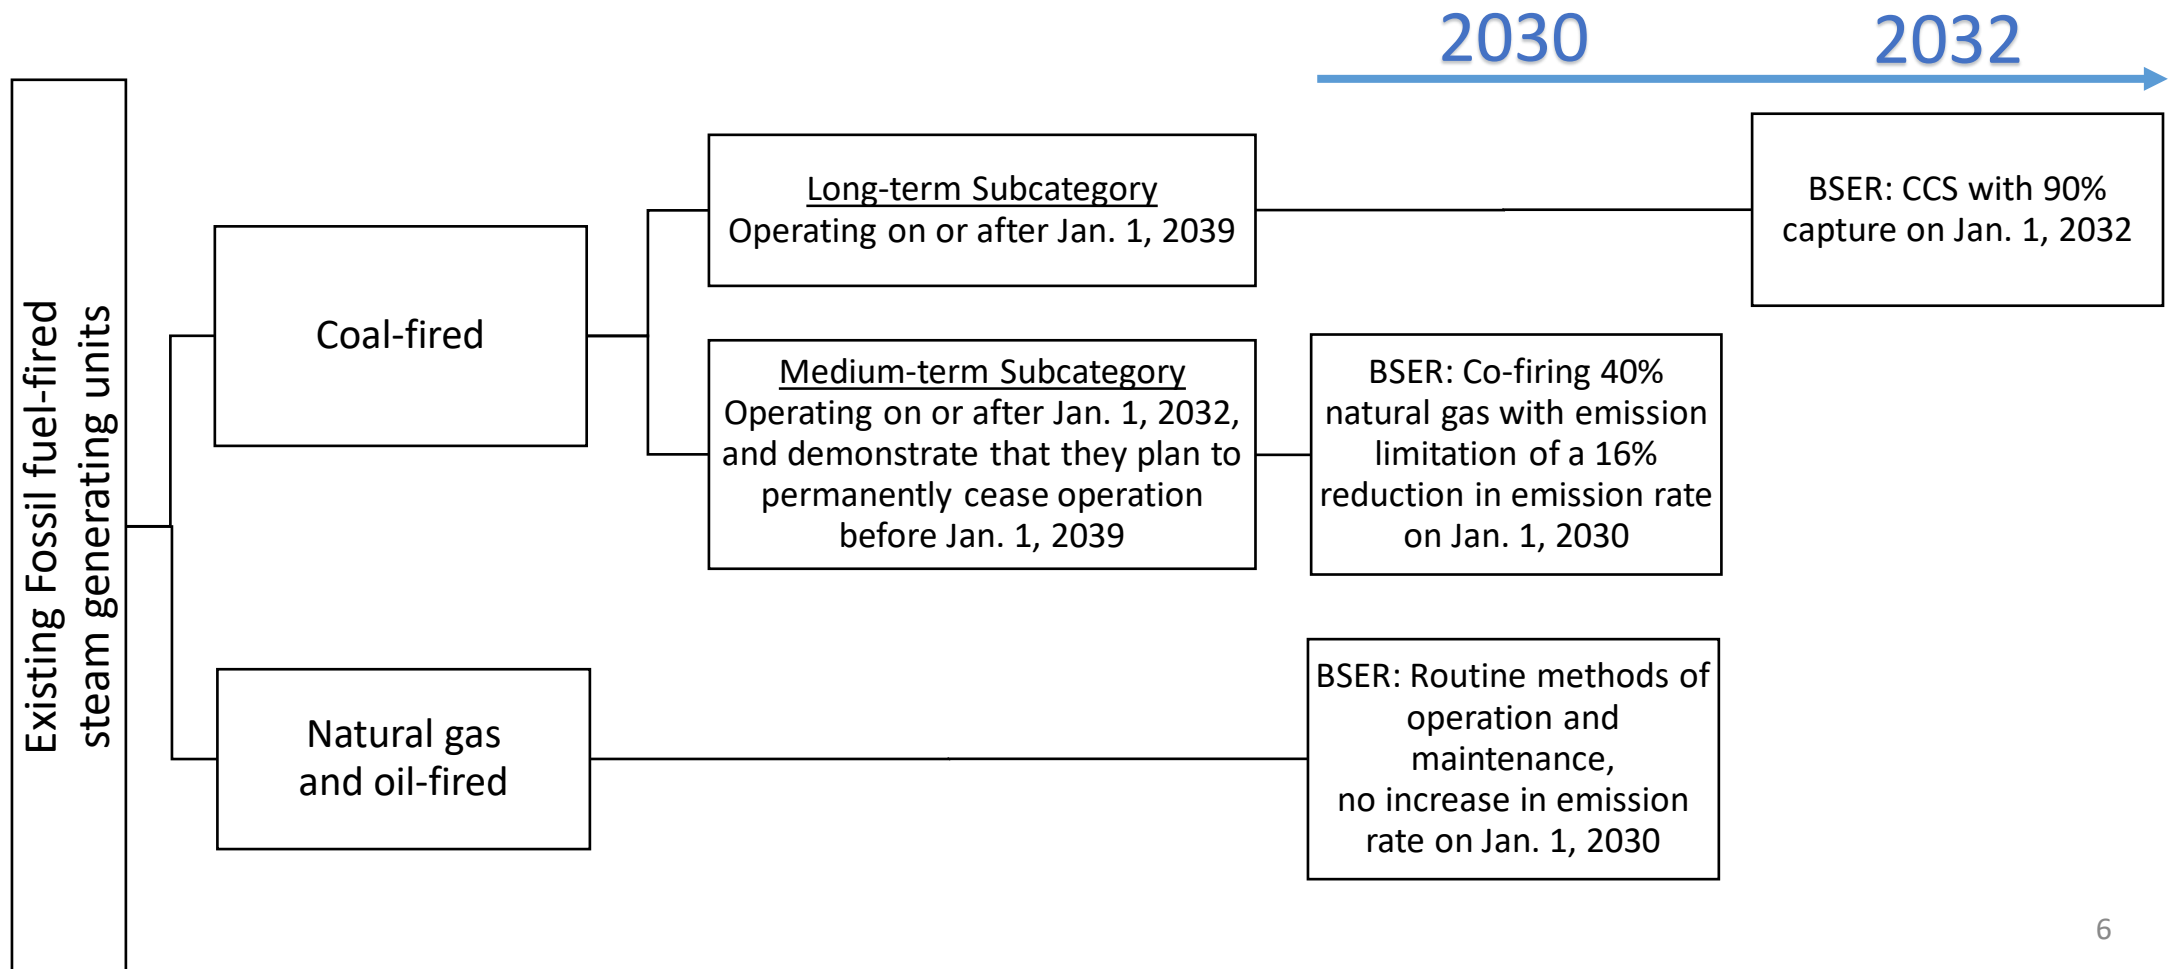 2030
2032
Existing Fossil fuel-fired
steam generating units
Coal-fired
Long-term Subcategory
Operating on or after Jan. 1, 2039
BSER: CCS with 90%
capture on Jan. 1, 2032
Medium-term Subcategory
Operating on or after Jan. 1, 2032,
and demonstrate that they plan to
permanently cease operation
before Jan. 1, 2039
BSER: Co-firing 40%
natural gas with emission
limitation of a 16%
reduction in emission rate
on Jan. 1, 2030
Natural gas
and oil-fired
BSER: Routine methods of
operation and
maintenance,
no increase in emission
rate on Jan. 1, 2030
6